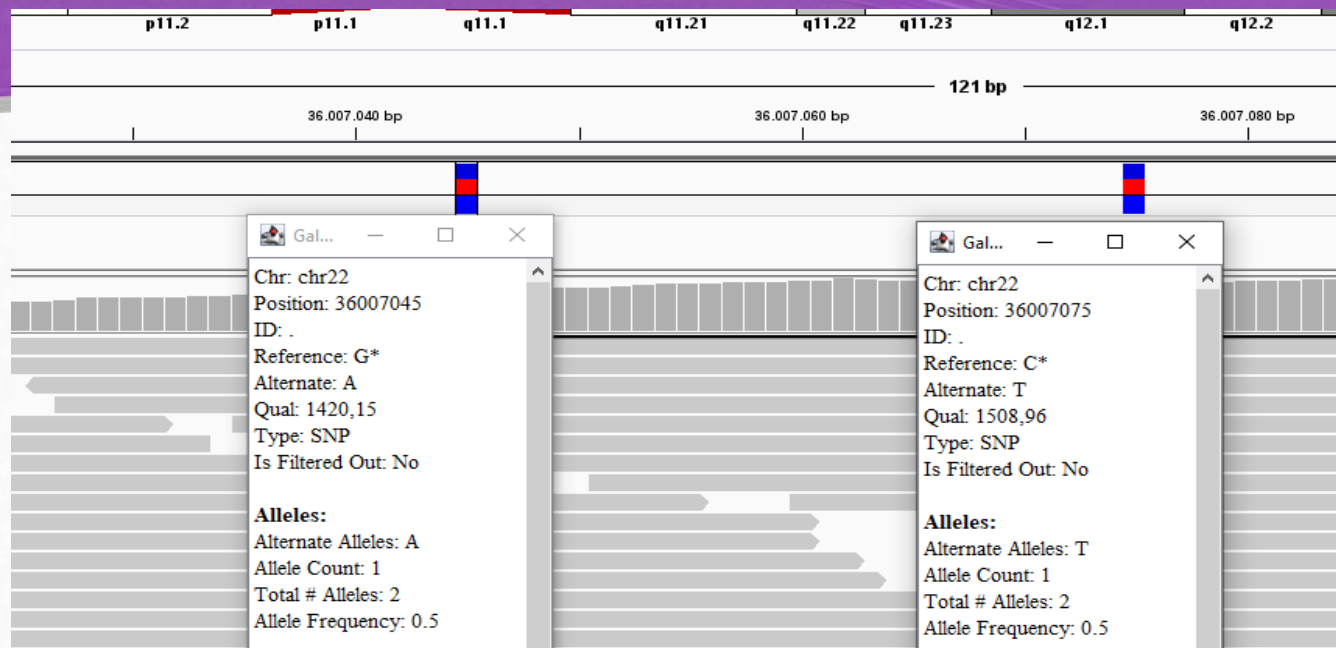 p11.2 p11.1 q11.1 q11.21 q11.22 q11.23 q12.1 q12.2
121 bp
36.007.040 bp 36.007.060 bp 36.007.080 bp
Gal...
Chr: chr22
Position: 36007045
ID: .
Reference: G*
Alternate: A
Qual: 1420,15
Type: SNP
Is Filtered Out: No
Alleles:
Alternate Alleles: A
Allele Count: 1
Total # Alleles: 2
Allele Frequency: 0.5
Gal...
Chr: chr22
Position: 36007075
ID: .
Reference: C*
Alternate: T
Qual: 1508,96
Type: SNP
Is Filtered Out: No
Alleles:
Alternate Alleles: T
Allele Count: 1
Total # Alleles: 2
Allele Frequency: 0.5